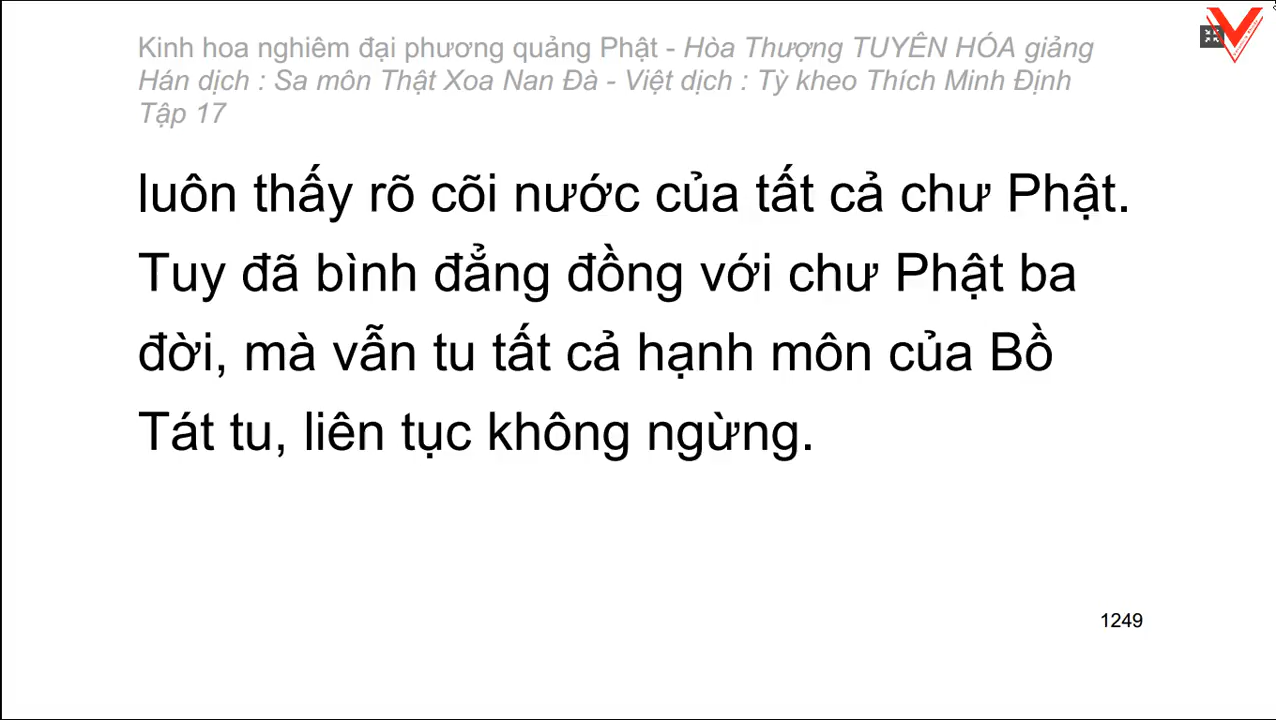 Kinh hoa nghiêm đại phương quảng Phật - Hòa Thượng TUYÊN HÓA giảng
Hán dịch : Sa môn Thật Xoa Nan Đà - Việt dịch : Tỳ kheo Thích Minh Định
Tập 17
luôn thấy rõ cõi nước của tất cả chư Phật.
Tuy đã bình đẳng đồng với chư Phật ba
đời, mà vẫn tu tất cả hạnh môn của Bồ
Tát tu, liên tục không ngừng.
1249